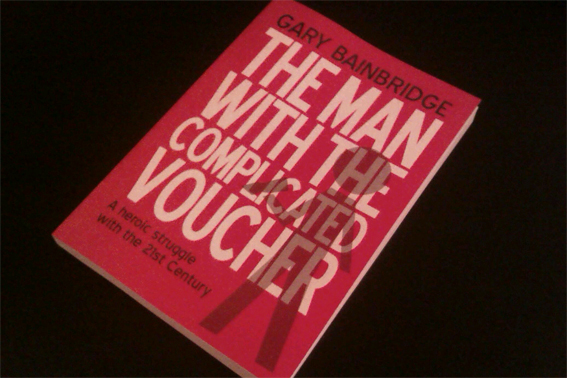 GARY BAINBRIDGE
THE MAN
WITH THE
COMPLICATED
VOUCHER
A heroic struggle
with the 21st Century